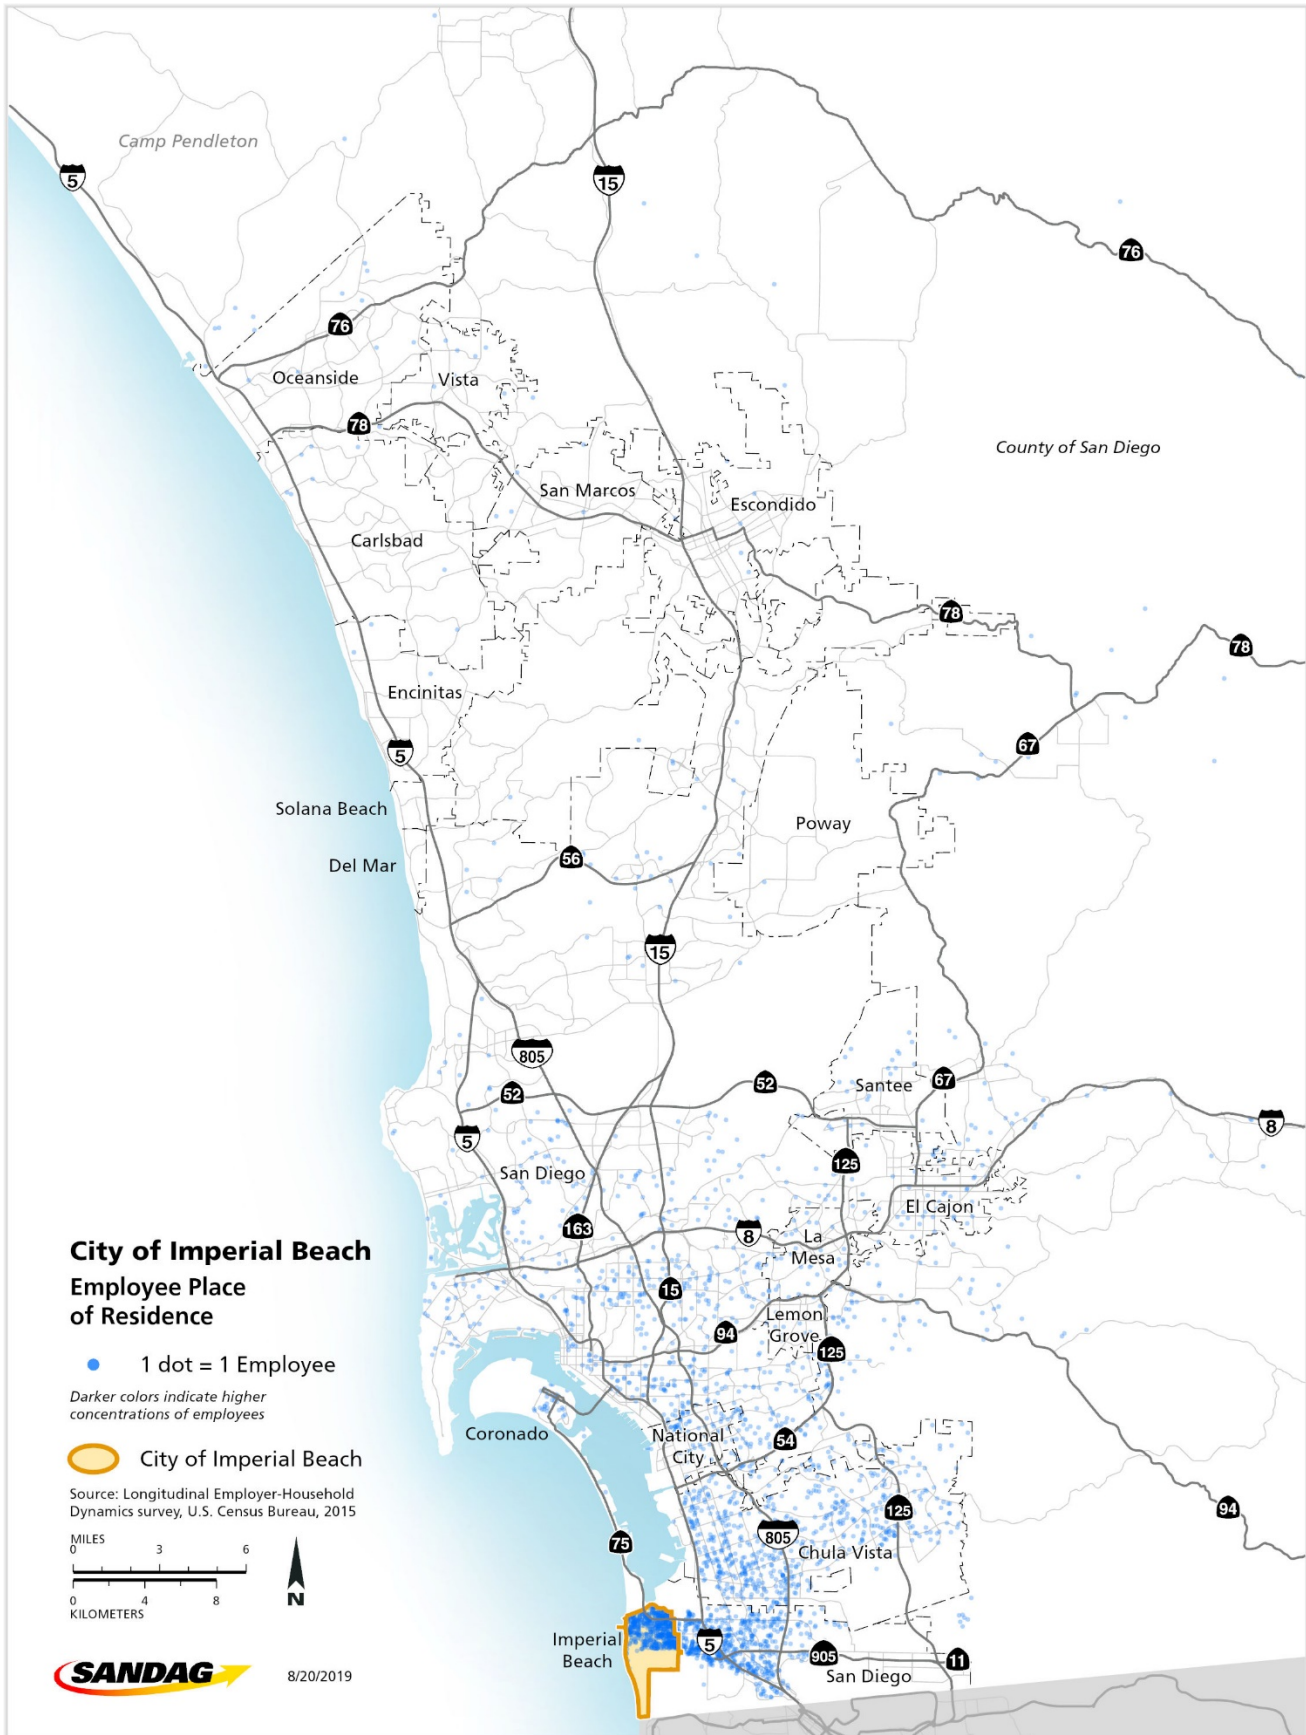 Camp Pendleton
5
15
76
76
Oceanside
Vista
78
County of San Diego
San Marcos
Escondido
Carlsbad
78
78
Encinitas
67
5
Solana Beach
Poway
Del Mar
56
15
805
52
52
Santee
67
5
8
125
San Diego
El Cajon
163
8
La
Mesa
City of Imperial Beach
Employee Place
of Residence
15
94
Lemon
Grove
125
1 dot = 1 Employee
Darker colors indicate higher
concentrations of employees
Coronado
National
City
54
City of Imperial Beach
Source: Longitudinal Employer-Household
Dynamics survey, U.S. Census Bureau, 2015
125
94
805
75
Chula Vista
MILES
0 3 6
0 4 8
KILOMETERS
N
Imperial
Beach
5
905
11
San Diego
SANDAG
8/20/2019